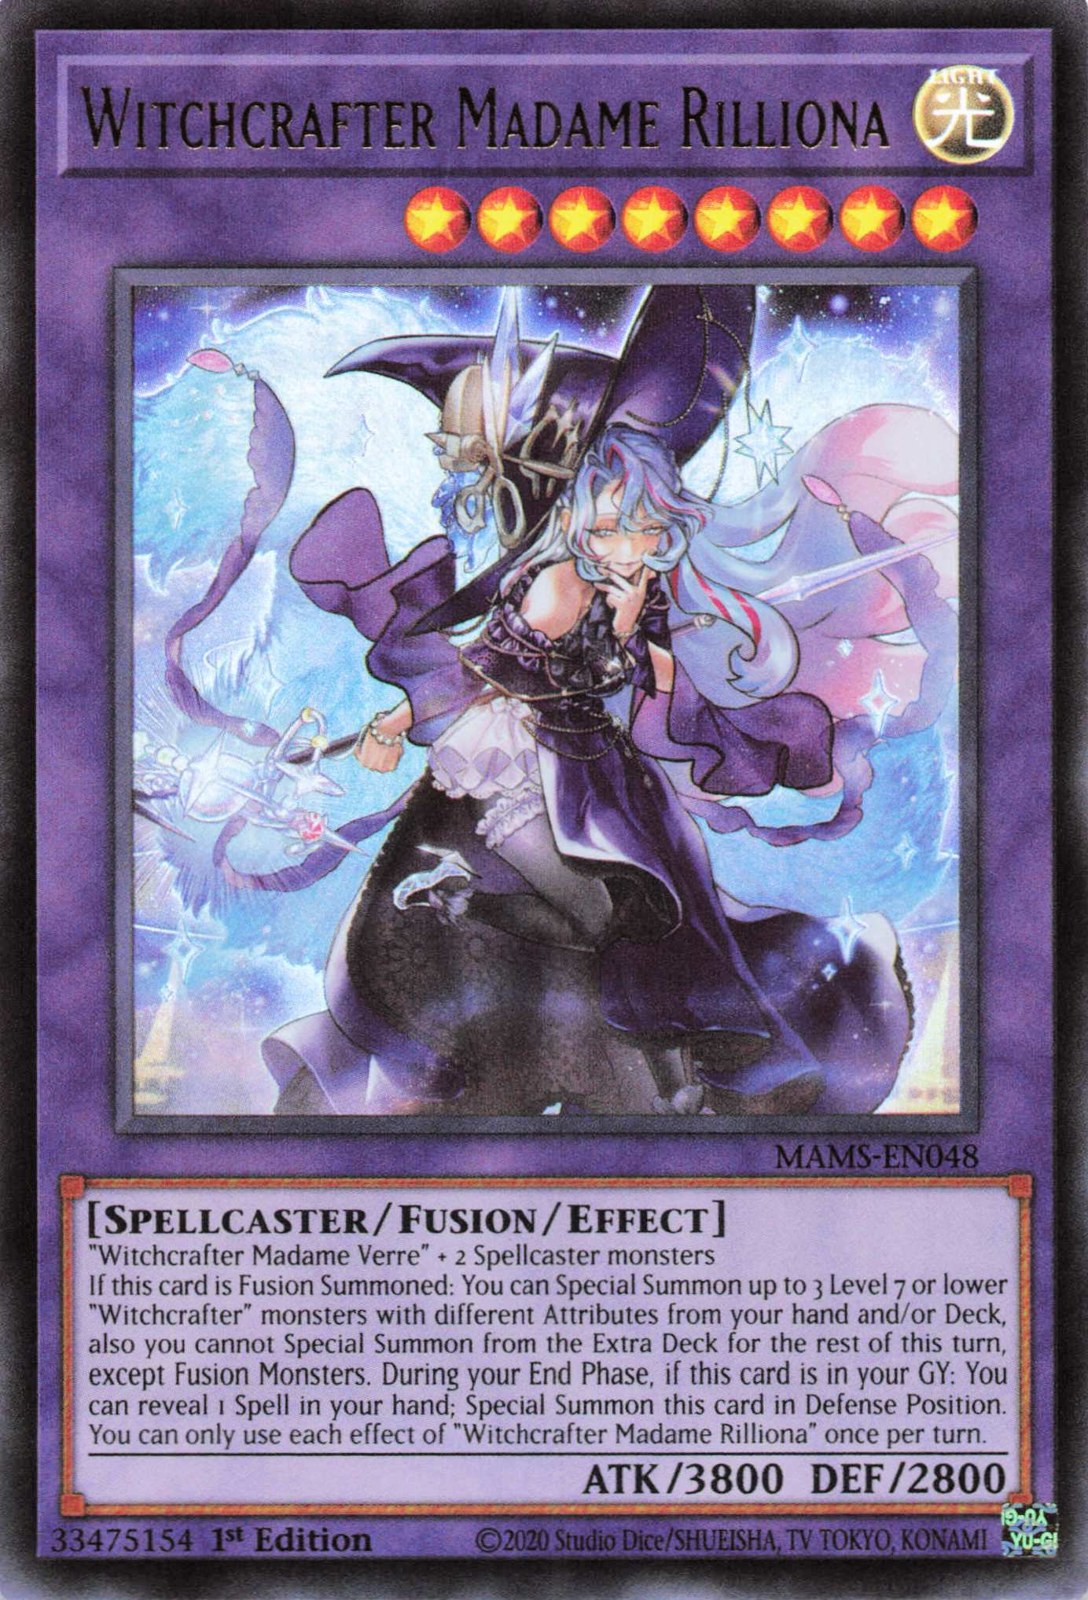 WITCHCRAFTER MADAME RILLIONA
LIGHT
光
MAMS-EN048
[SPELLCASTER/FUSION/EFFECT]
"Witchcrafter Madame Verre" + 2 Spellcaster monsters
If this card is Fusion Summoned: You can Special Summon up to 3 Level 7 or lower
"Witchcrafter" monsters with different Attributes from your hand and/or Deck,
also you cannot Special Summon from the Extra Deck for the rest of this turn,
except Fusion Monsters. During your End Phase, if this card is in your GY: You
can reveal 1 Spell in your hand; Special Summon this card in Defense Position.
You can only use each effect of "Witchcrafter Madame Rilliona" once per turn.
ATK/3800 DEF/2800
33475154 1st Edition ©2020 Studio Dice/SHUEISHA, TV TOKYO, KONAMI
YU-GI